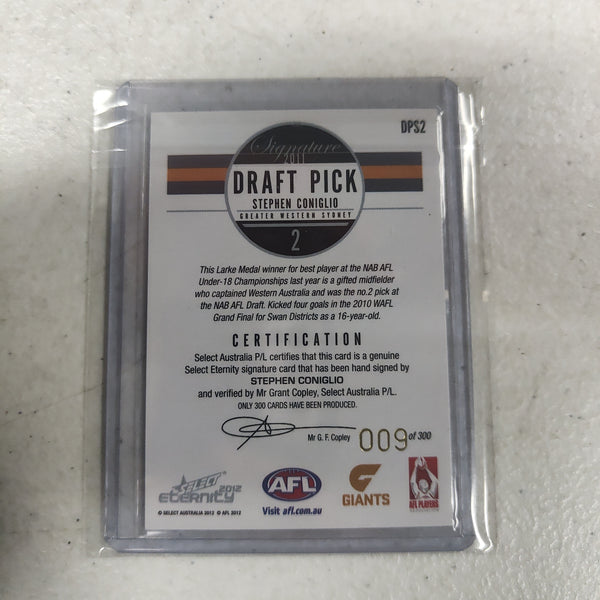 DPS2
Signature
2011
DRAFT PICK
STEPHEN CONIGLIO
GREATER WESTERN SYDNEY
2
This Larke Medal winner for best player at the NAB AFL
Under-18 Championships last year is a gifted midfielder
who captained Western Australia and was the no.2 pick at
the NAB AFL Draft. Kicked four goals in the 2010 WAFL
Grand Final for Swan Districts as a 16-year-old.
CERTIFICATION
Select Australia P/L certifies that this card is a genuine
Select Eternity signature card that has been hand signed by
STEPHEN CONIGLIO
and verified by Mr Grant Copley, Select Australia P/L.
ONLY 300 CARDS HAVE BEEN PRODUCED.
Mr G. F. Copley 009 of 300
SELECT
2012
ETERNITY
© SELECT AUSTRALIA 2012 © AFL 2012
AFL
Visit afl.com.au
G
GIANTS
AFL PLAYERS